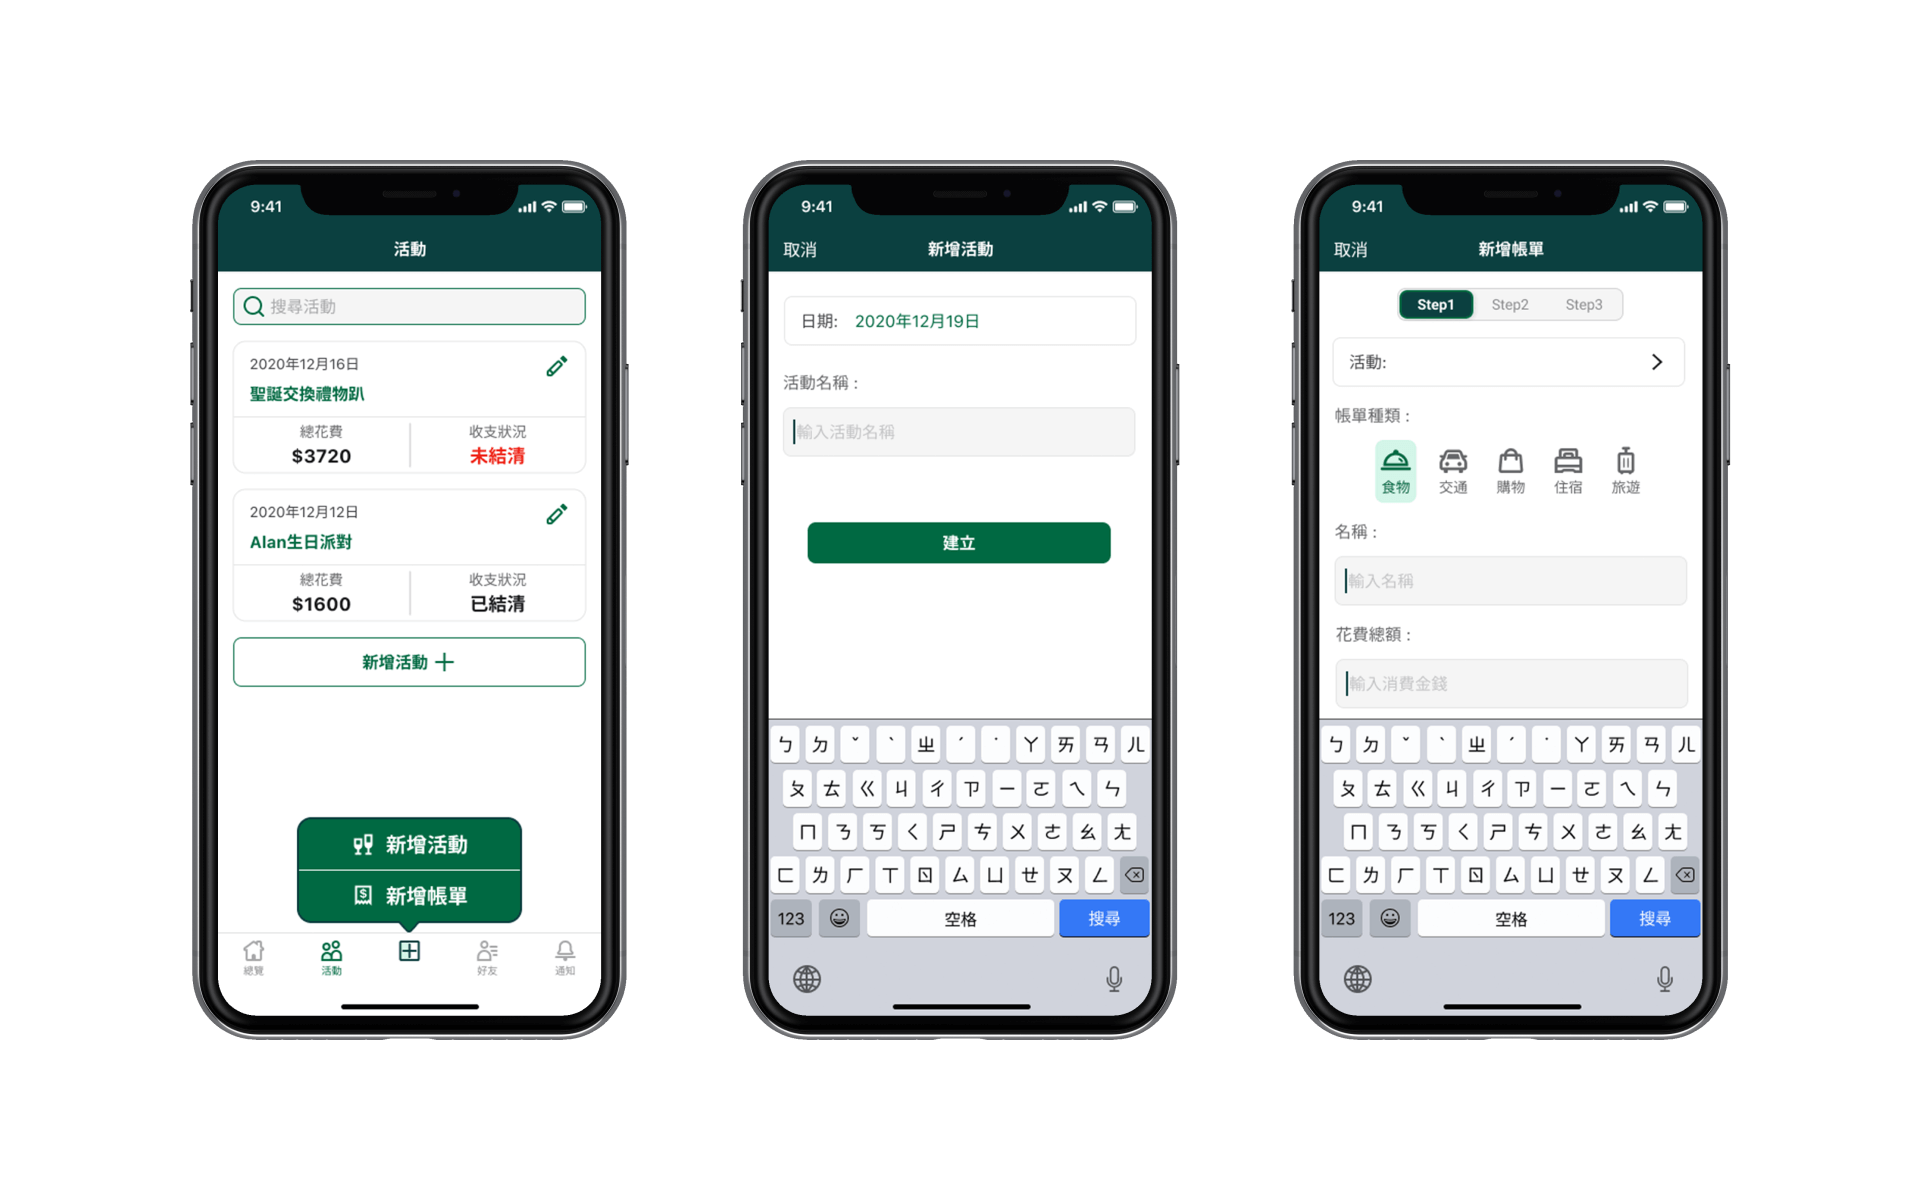 9:41
活動
搜尋活動
2020年12月16日
聖誕交換禮物趴
總花費 收支狀況
$3720 未結清
2020年12月12日
Alan生日派對
總花費 收支狀況
$1600 已結清
新增活動
新增活動
新增帳單
總覽 活動 好友 通知
9:41
取消 新增活動
日期: 2020年12月19日
活動名稱 :
輸入活動名稱
建立
ㄅ ㄉ ˇ ˋ ㄓ ˊ ˙ ㄚ ㄞ ㄢ ㄦ
ㄆ ㄊ ㄍ ㄐ ㄔ ㄗ ㄧ ㄛ ㄟ ㄣ
ㄇ ㄋ ㄎ ㄑ ㄕ ㄘ ㄨ ㄜ ㄠ ㄤ
ㄈ ㄌ ㄏ ㄒ ㄖ ㄙ ㄩ ㄝ ㄡ ㄥ
123 空格 搜尋
9:41
取消 新增帳單
Step1 Step2 Step3
活動:
帳單種類 :
食物 交通 購物 住宿 旅遊
名稱 :
輸入名稱
花費總額 :
輸入消費金錢
ㄅ ㄉ ˇ ˋ ㄓ ˊ ˙ ㄚ ㄞ ㄢ ㄦ
ㄆ ㄊ ㄍ ㄐ ㄔ ㄗ ㄧ ㄛ ㄟ ㄣ
ㄇ ㄋ ㄎ ㄑ ㄕ ㄘ ㄨ ㄜ ㄠ ㄤ
ㄈ ㄌ ㄏ ㄒ ㄖ ㄙ ㄩ ㄝ ㄡ ㄥ
123 空格 搜尋